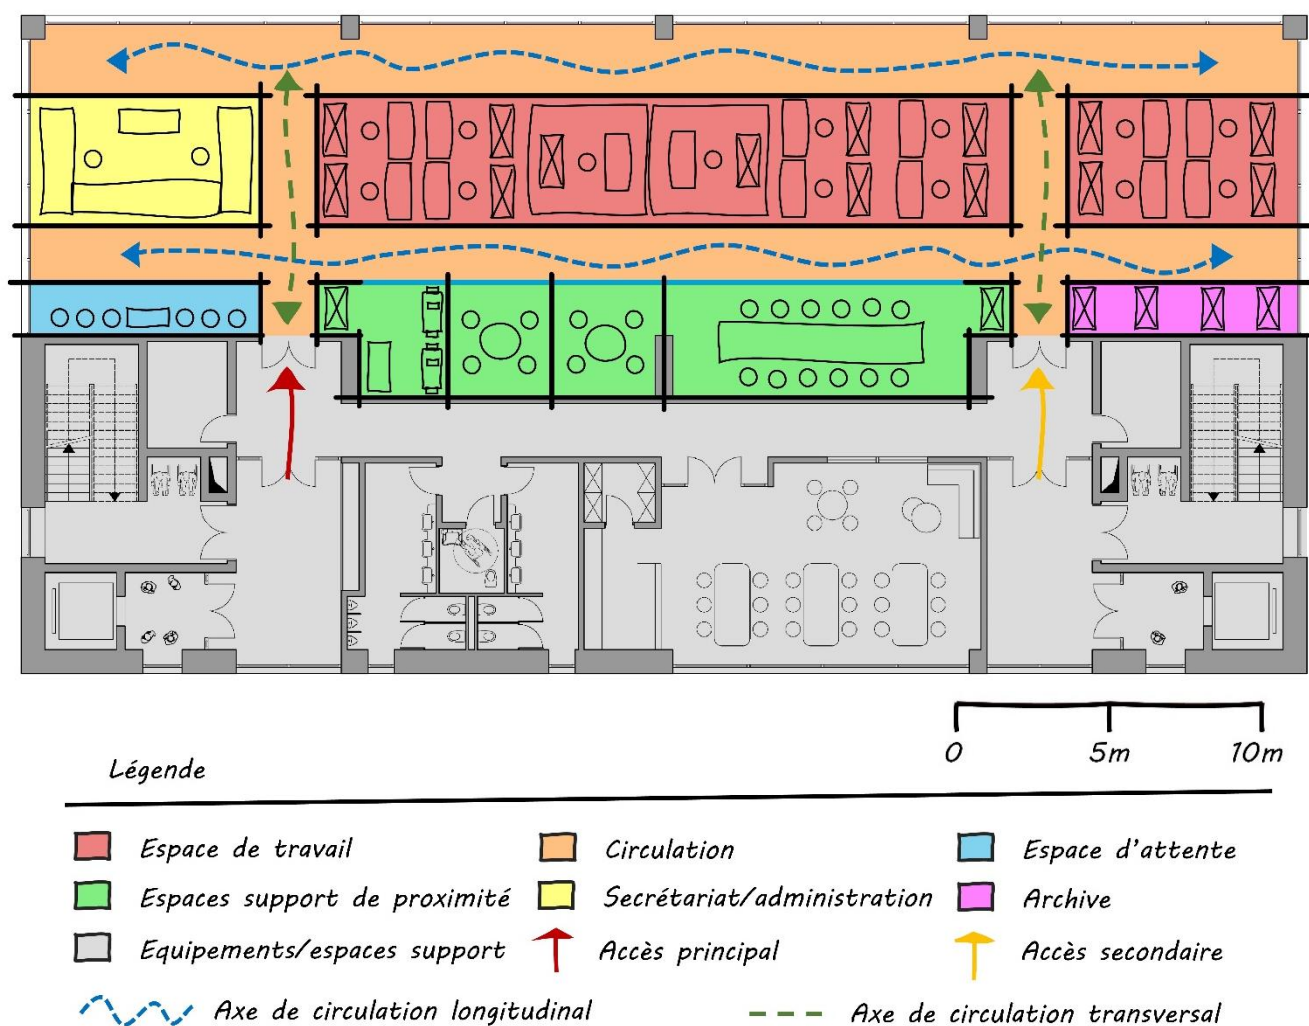 0 5m 10m
Légende
Espace de travail Circulation Espace d'attente
Espaces support de proximité Secrétariat/administration Archive
Equipements/espaces support Accès principal Accès secondaire
Axe de circulation longitudinal Axe de circulation transversal